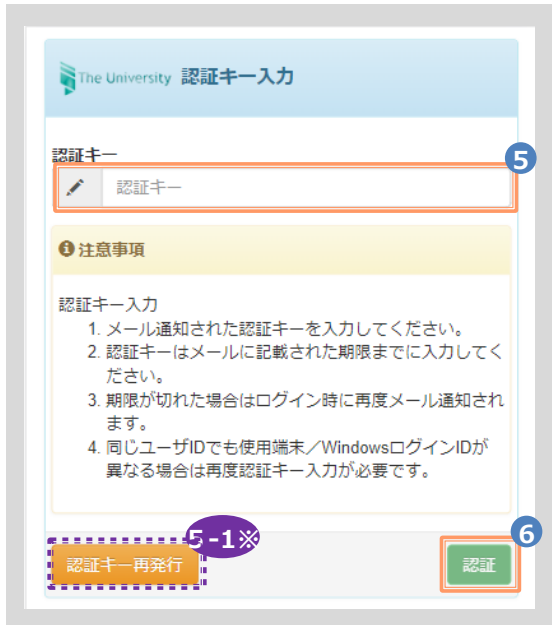 The University 認証キー入力
認証キー
5
認証キー
注意事項
認証キー入力
1. メール通知された認証キーを入力してください。
2. 認証キーはメールに記載された期限までに入力してく
ださい。
3. 期限が切れた場合はログイン時に再度メール通知され
ます。
4. 同じユーザIDでも使用端末／WindowsログインIDが
異なる場合は再度認証キー入力が必要です。
5-1※
6
認証キー再発行
認証